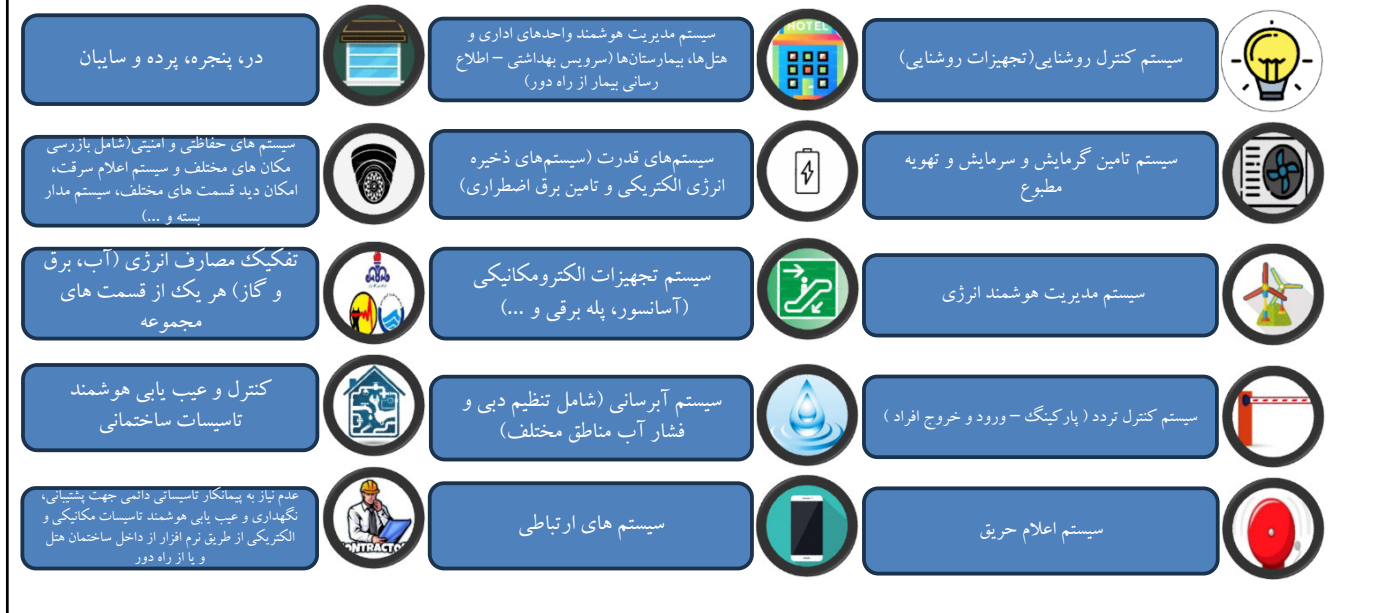 سیستم کنترل روشنایی(تجهیزات روشنایی)
سیستم تامین گرمایش و سرمایش و تهویه
مطبوع
سیستم مدیریت هوشمند انرژی
سیستم کنترل تردد ( پارکینگ – ورود و خروج افراد )
سیستم اعلام حریق
HOTEL
سیستم مدیریت هوشمند واحدهای اداری و
هتل‌ها، بیمارستان‌ها (سرویس بهداشتی – اطلاع
رسانی بیمار از راه دور)
سیستم‌های قدرت (سیستم‌های ذخیره
انرژی الکتریکی و تامین برق اضطراری)
سیستم تجهیزات الکترومکانیکی
(آسانسور، پله برقی و ...)
سیستم آبرسانی (شامل تنظیم دبی و
فشار آب مناطق مختلف)
سیستم های ارتباطی
در، پنجره، پرده و سایبان
سیستم های حفاظتی و امنیتی(شامل بازرسی
مکان های مختلف و سیستم اعلام سرقت،
امکان دید قسمت های مختلف، سیستم مدار
بسته و ...)
تفکیک مصارف انرژی (آب، برق
و گاز) هر یک از قسمت های
مجموعه
کنترل و عیب یابی هوشمند
تاسیسات ساختمانی
عدم نیاز به پیمانکار تاسیساتی دائمی جهت پشتیبانی،
نگهداری و عیب یابی هوشمند تاسیسات مکانیکی و
الکتریکی از طریق نرم افزار از داخل ساختمان هتل
و یا از راه دور